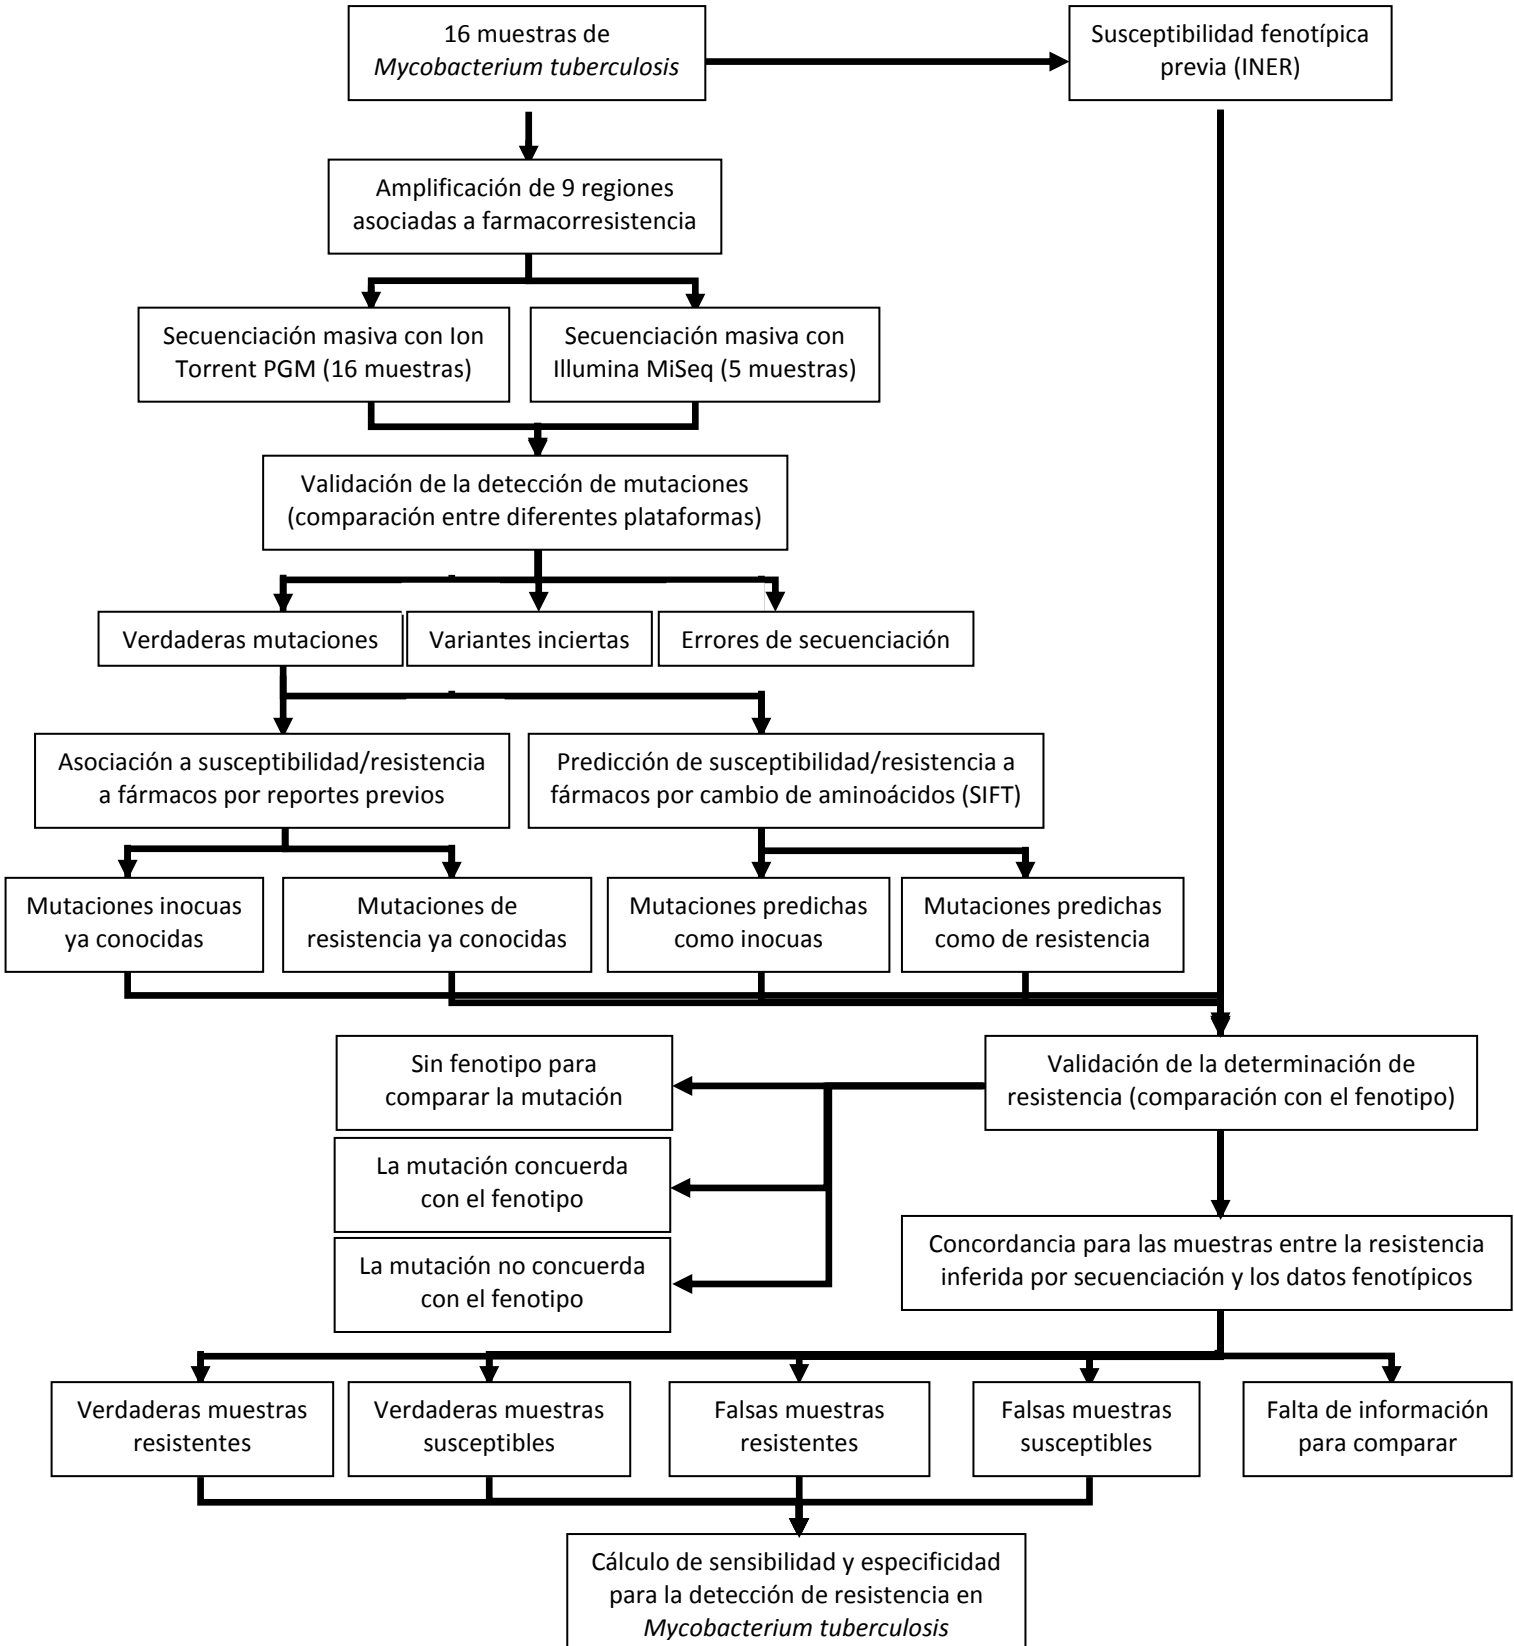 16 muestras de
Mycobacterium tuberculosis
Susceptibilidad fenotípica
previa (INER)
Amplificación de 9 regiones
asociadas a farmacorresistencia
Secuenciación masiva con Ion
Torrent PGM (16 muestras)
Secuenciación masiva con
Illumina MiSeq (5 muestras)
Validación de la detección de mutaciones
(comparación entre diferentes plataformas)
Verdaderas mutaciones
Variantes inciertas
Errores de secuenciación
Asociación a susceptibilidad/resistencia
a fármacos por reportes previos
Predicción de susceptibilidad/resistencia a
fármacos por cambio de aminoácidos (SIFT)
Mutaciones inocuas
ya conocidas
Mutaciones de
resistencia ya conocidas
Mutaciones predichas
como inocuas
Mutaciones predichas
como de resistencia
Sin fenotipo para
comparar la mutación
Validación de la determinación de
resistencia (comparación con el fenotipo)
La mutación concuerda
con el fenotipo
La mutación no concuerda
con el fenotipo
Concordancia para las muestras entre la resistencia
inferida por secuenciación y los datos fenotípicos
Verdaderas muestras
resistentes
Verdaderas muestras
susceptibles
Falsas muestras
resistentes
Falsas muestras
susceptibles
Falta de información
para comparar
Cálculo de sensibilidad y especificidad
para la detección de resistencia en
Mycobacterium tuberculosis